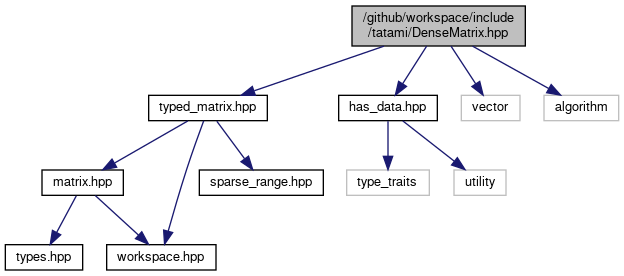 /github/workspace/include
/tatami/DenseMatrix.hpp
typed_matrix.hpp
has_data.hpp
vector
algorithm
matrix.hpp
sparse_range.hpp
type_traits
utility
types.hpp
workspace.hpp